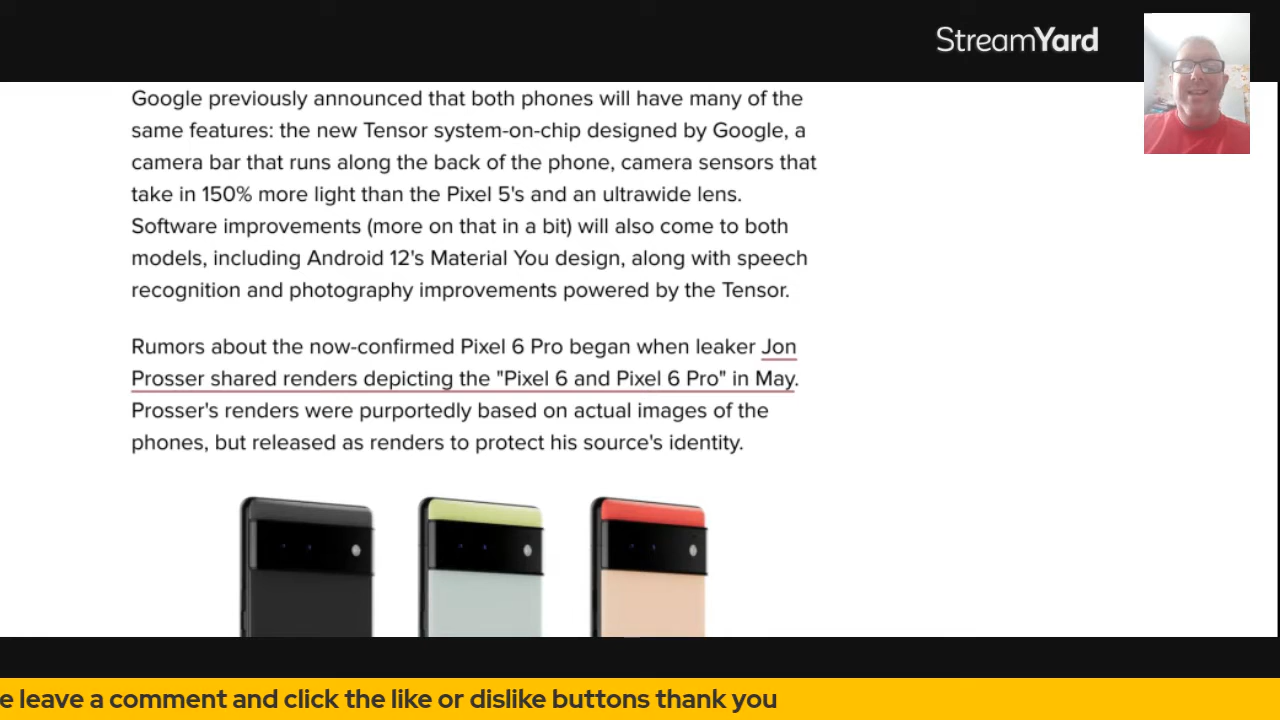 StreamYard
Google previously announced that both phones will have many of the
same features: the new Tensor system-on-chip designed by Google, a
camera bar that runs along the back of the phone, camera sensors that
take in 150% more light than the Pixel 5's and an ultrawide lens.
Software improvements (more on that in a bit) will also come to both
models, including Android 12's Material You design, along with speech
recognition and photography improvements powered by the Tensor.
Rumors about the now-confirmed Pixel 6 Pro began when leaker Jon
Prosser shared renders depicting the "Pixel 6 and Pixel 6 Pro" in May.
Prosser's renders were purportedly based on actual images of the
phones, but released as renders to protect his source's identity.
e leave a comment and click the like or dislike buttons thank you